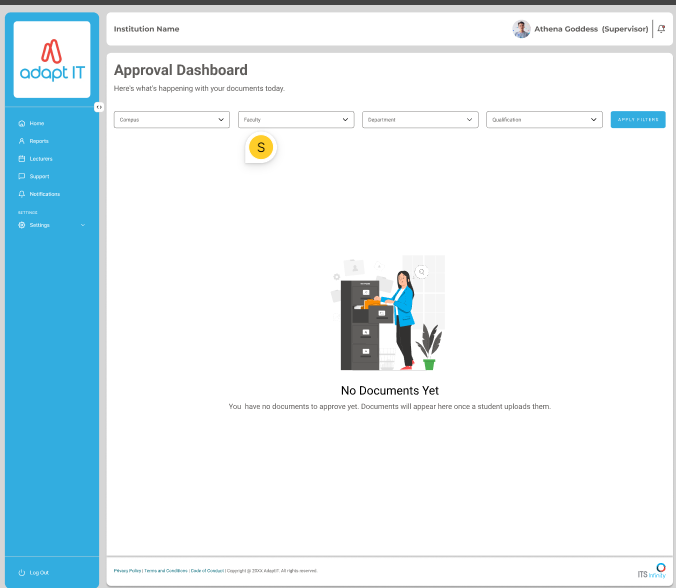 adapt IT
Institution Name
Athena Goddess (Supervisor)
Approval Dashboard
Here's what's happening with your documents today.
Campus
Faculty
Department
Qualification
APPLY FILTERS
S
Home
Reports
Lecturers
Support
Notifications
SETTINGS
Settings
No Documents Yet
You have no documents to approve yet. Documents will appear here once a student uploads them.
Log Out
Privacy Policy | Terms and Conditions | Code of Conduct | Copyright @ 20XX AdaptIT. All rights reserved.
ITS Infinity